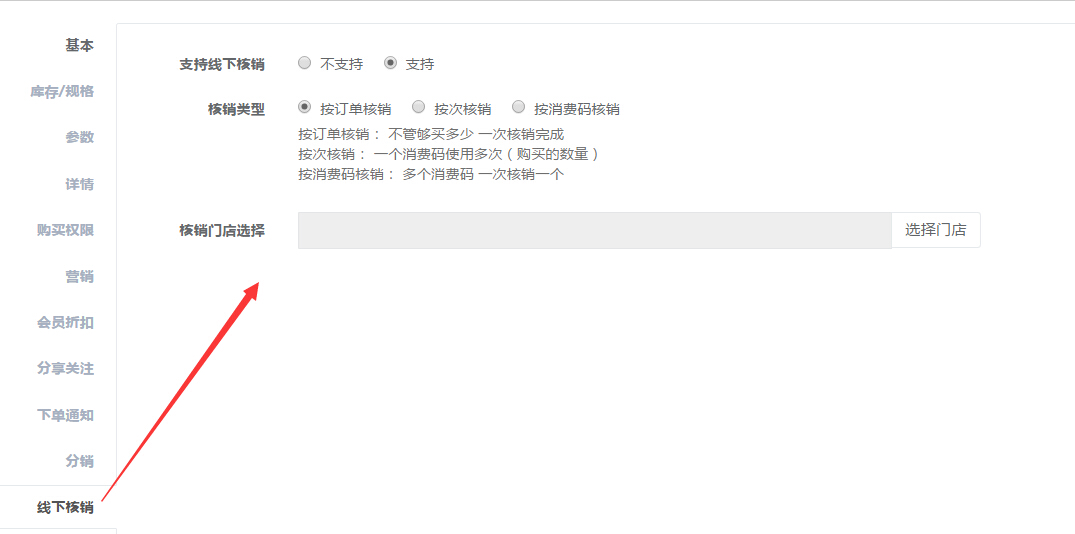 基本
库存/规格
参数
详情
购买权限
营销
会员折扣
分享关注
下单通知
分销
线下核销
支持线下核销 不支持 支持
核销类型 按订单核销 按次核销 按消费码核销
按订单核销： 不管够买多少 一次核销完成
按次核销： 一个消费码使用多次（购买的数量）
按消费码核销： 多个消费码 一次核销一个
核销门店选择 选择门店